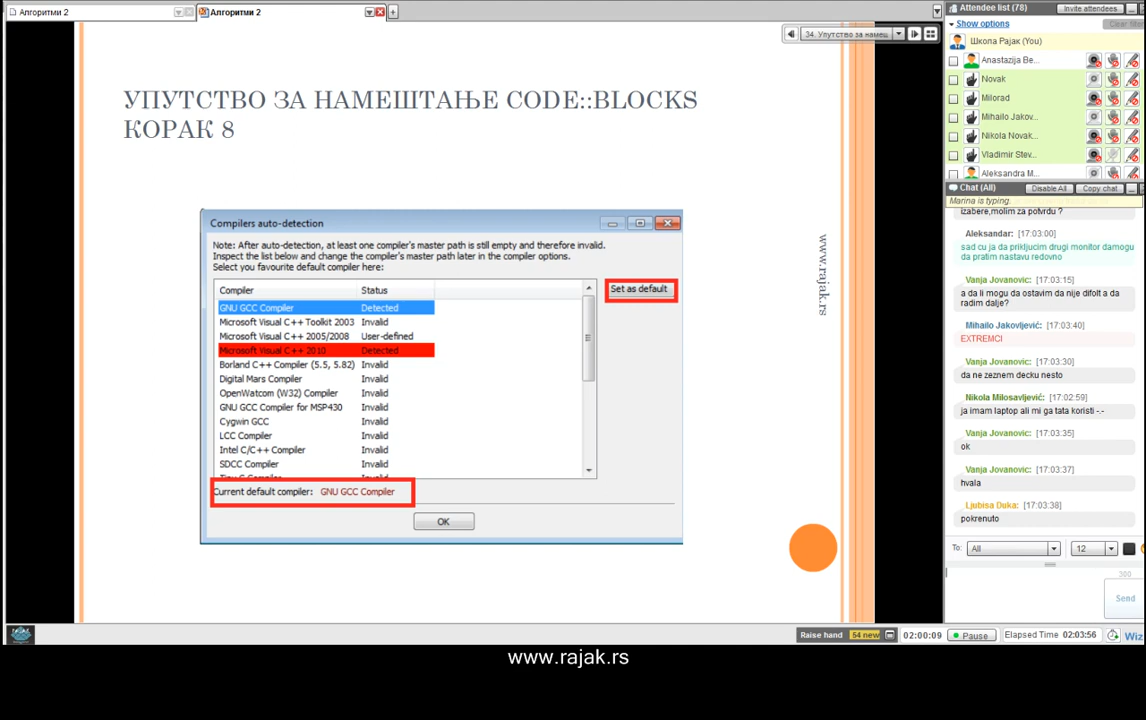 Алгоритми 2
Алгоритми 2
34. Упутство за намеш
УПУТСТВО ЗА НАМЕШТАЊЕ CODE::BLOCKS
КОРАК 8
Compilers auto-detection
Note: After auto-detection, at least one compiler's master path is still empty and therefore invalid.
Inspect the list below and change the compiler's master path later in the compiler options.
Select you favourite default compiler here:
Compiler Status
GNU GCC Compiler Detected
Microsoft Visual C++ Toolkit 2003 Invalid
Microsoft Visual C++ 2005/2008 User-defined
Microsoft Visual C++ 2010 Detected
Borland C++ Compiler (5.5, 5.82) Invalid
Digital Mars Compiler Invalid
OpenWatcom (W32) Compiler Invalid
GNU GCC Compiler for MSP430 Invalid
Cygwin GCC Invalid
LCC Compiler Invalid
Intel C/C++ Compiler Invalid
SDCC Compiler Invalid
Set as default
Current default compiler: GNU GCC Compiler
OK
www.rajak.rs
Attendee list (78)
Invite attendees
Show options
Школа Рајак (You)
Anastazija Be...
Novak
Milorad
Mihailo Jakov...
Nikola Novak...
Vladimir Stev...
Aleksandra M...
Chat (All)
Disable All
Copy chat
Marina is typing.
izabere,molim za potvrdu ?
Aleksandar: [17:03:00]
sad cu ja da prikljucim drugi monitor damogu
da pratim nastavu redovno
Vanja Jovanovic: [17:03:15]
a da li mogu da ostavim da nije difolt a da
radim dalje?
Mihailo Jakovljević: [17:03:40]
EXTREMCI
Vanja Jovanovic: [17:03:30]
da ne zeznem decku nesto
Nikola Milosavljević: [17:02:59]
ja imam laptop ali mi ga tata koristi -.-
Vanja Jovanovic: [17:03:35]
ok
Vanja Jovanovic: [17:03:37]
hvala
Ljubisa Duka: [17:03:38]
pokrenuto
To: All 12
300
Send
Raise hand 54 new 02:00:09 Pause Elapsed Time 02:03:56 Wiz
www.rajak.rs